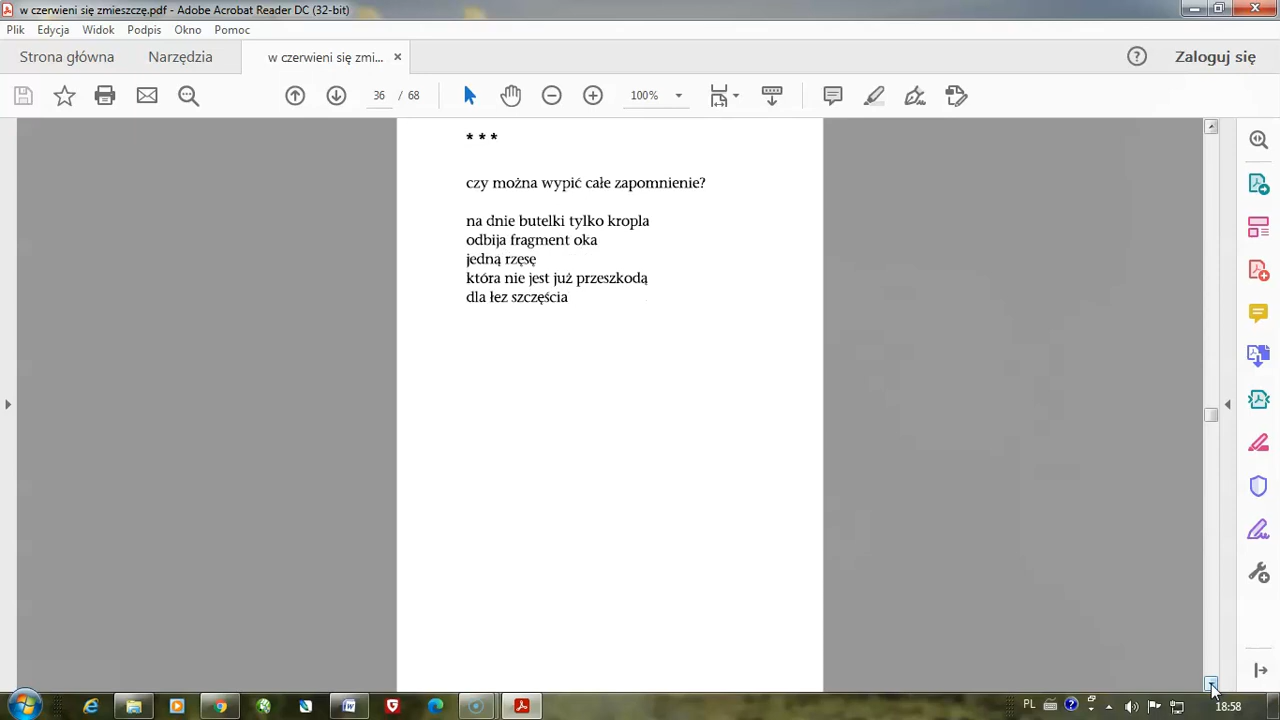 w czerwieni się zmieszczę.pdf - Adobe Acrobat Reader DC (32-bit)
Plik Edycja Widok Podpis Okno Pomoc
Strona główna Narzędzia w czerwieni się zmi... × Zaloguj się
36 / 68 100%
* * *
czy można wypić całe zapomnienie?
na dnie butelki tylko kropla
odbija fragment oka
jedną rzęsę
która nie jest już przeszkodą
dla łez szczęścia
PL 18:58